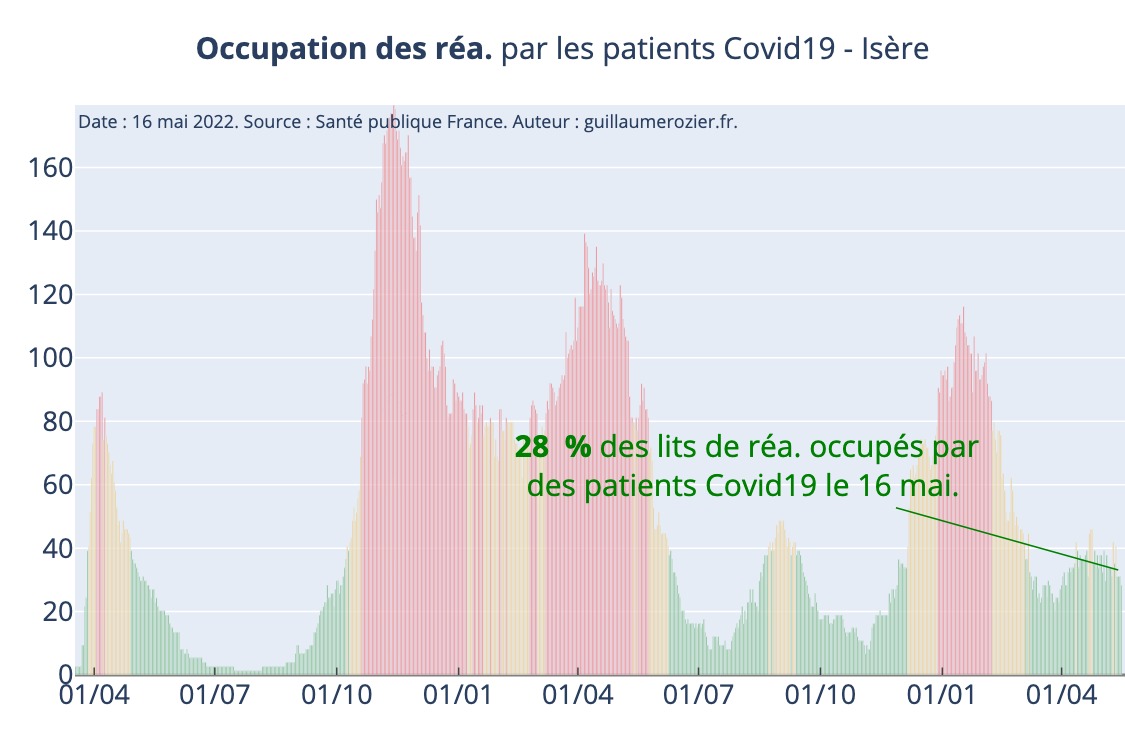 Occupation des réa. par les patients Covid19 - Isère
Date : 16 mai 2022. Source : Santé publique France. Auteur : guillaumerozier.fr.
160
140
120
100
80
28 % des lits de réa. occupés par
des patients Covid19 le 16 mai.
60
40
20
0
01/04 01/07 01/10 01/01 01/04 01/07 01/10 01/01 01/04